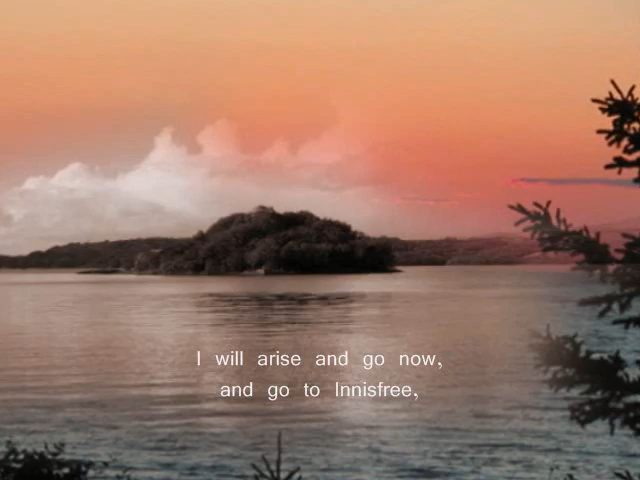 I will arise and go now,
and go to Innisfree,